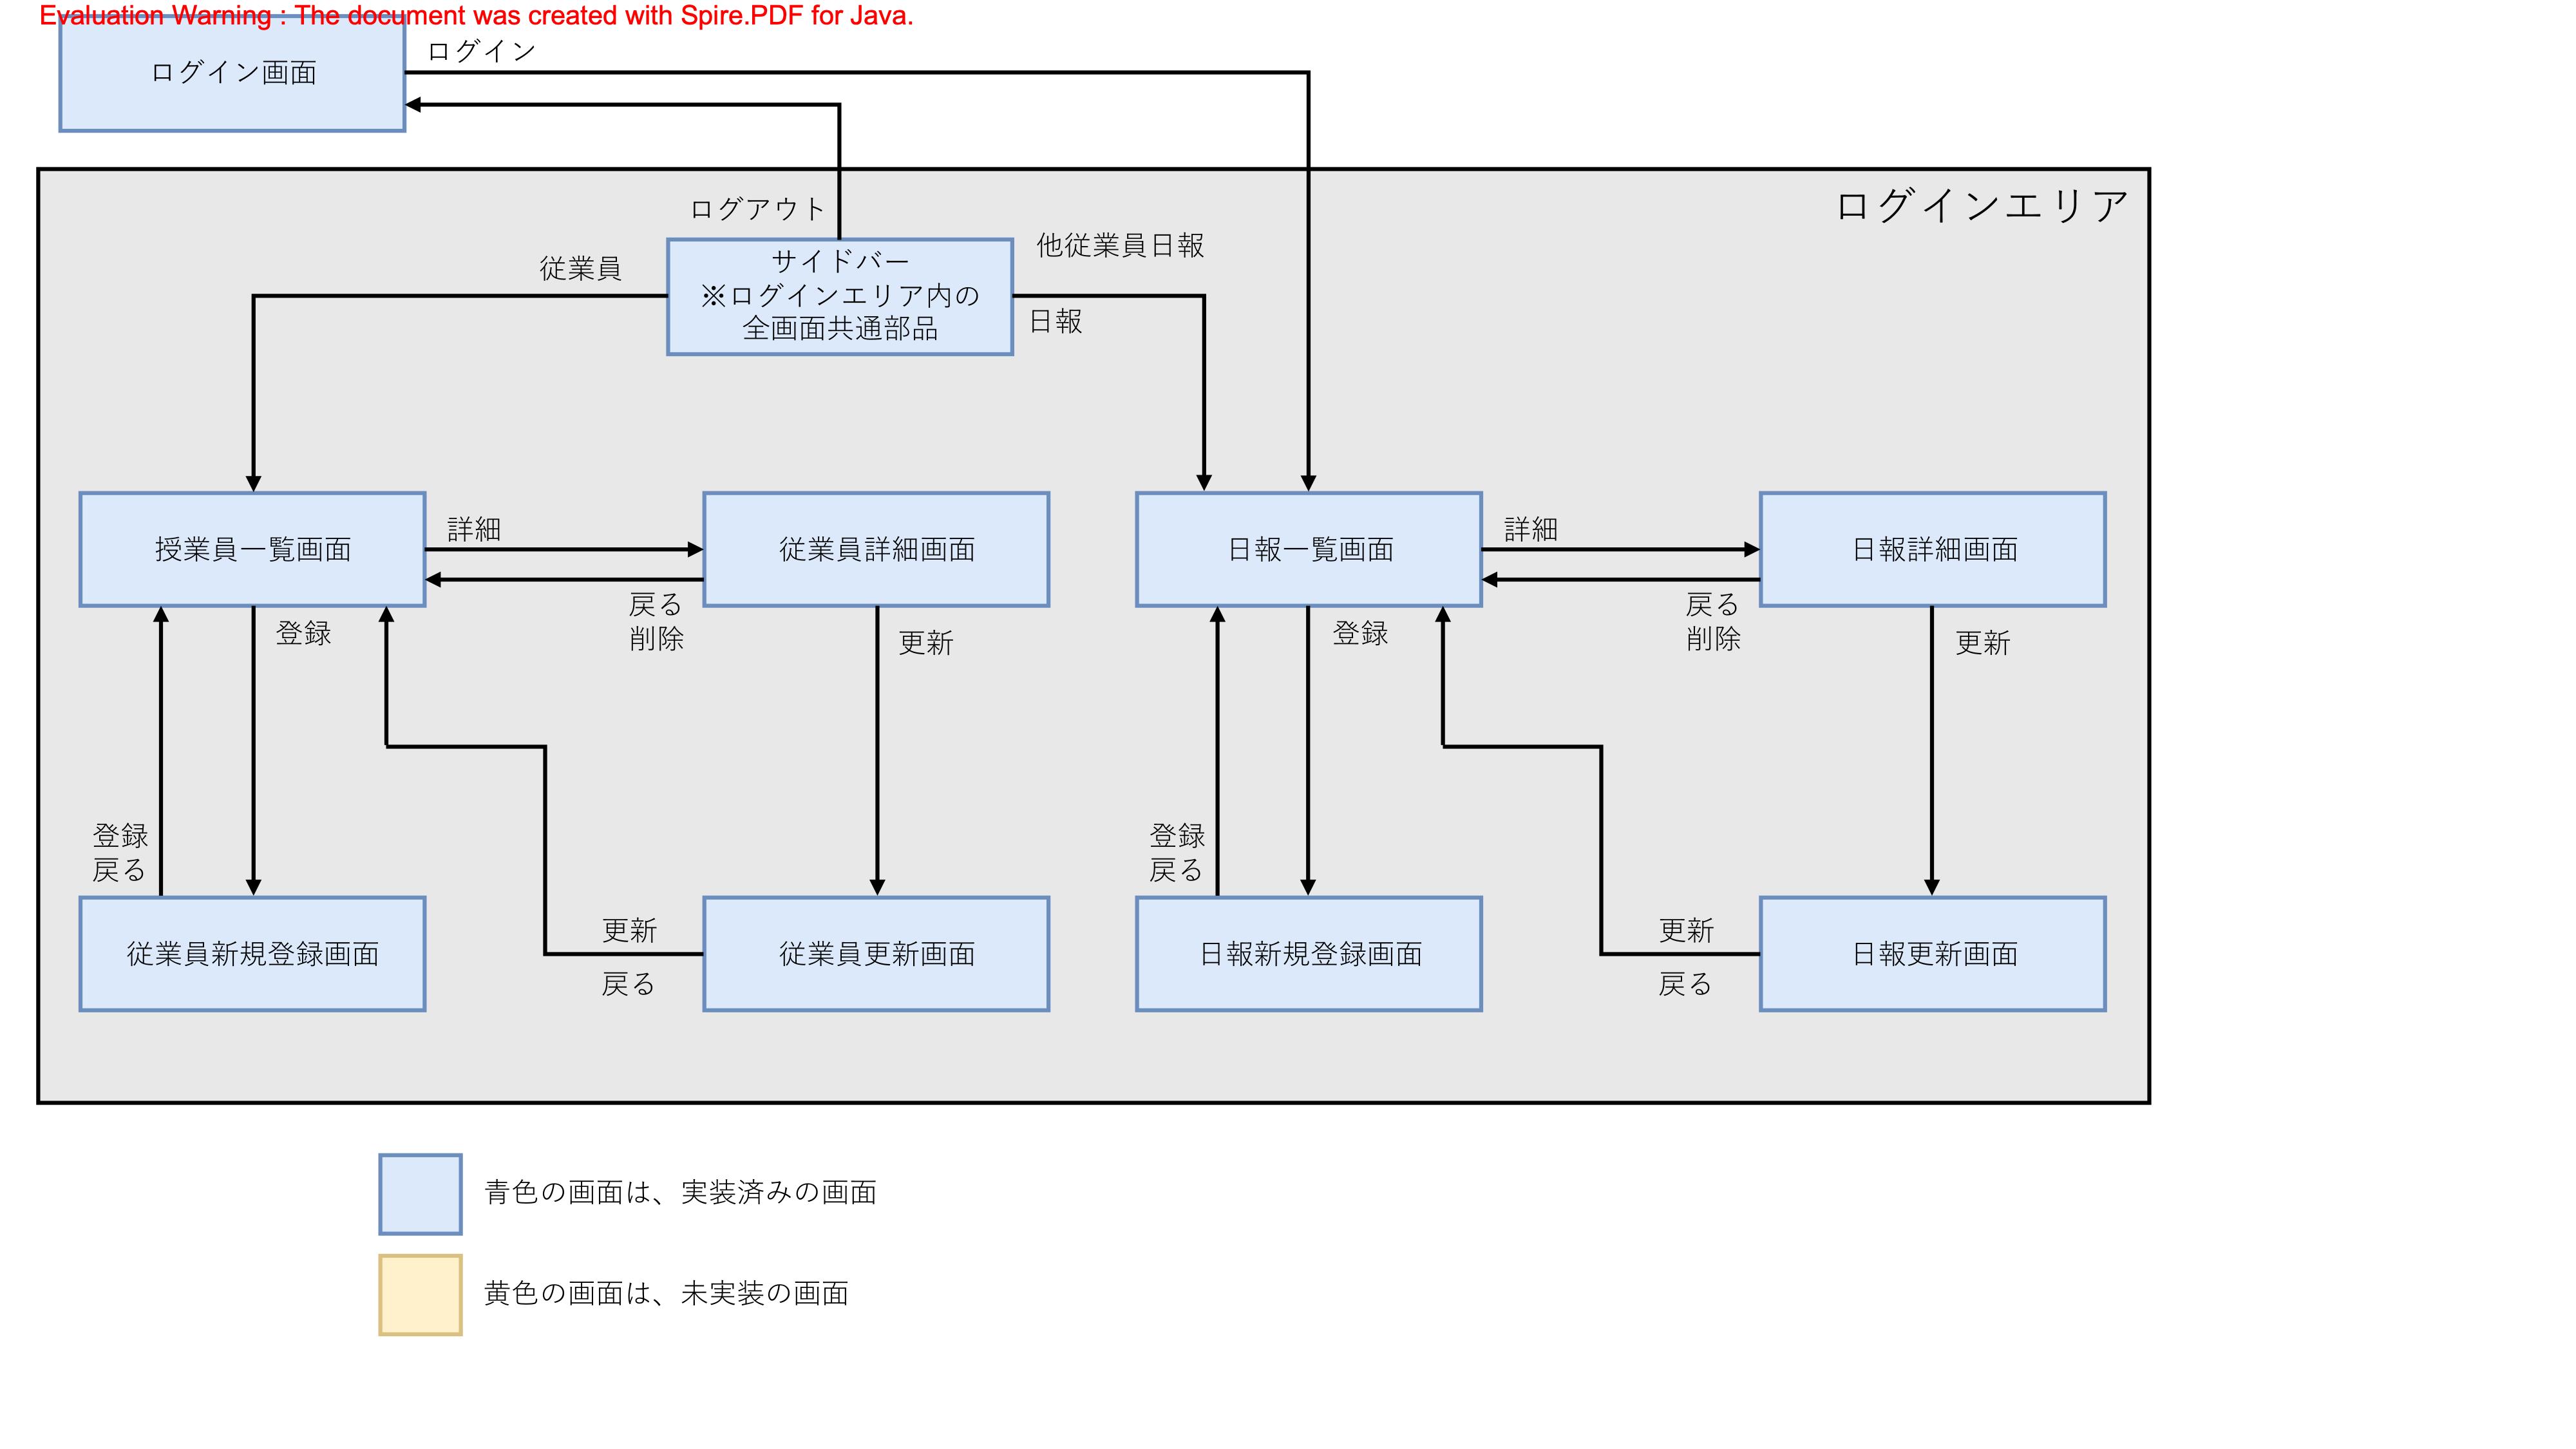 Evaluation Warning : The document was created with Spire.PDF for Java.
ログイン
ログイン画面
ログインエリア
ログアウト
他従業員日報
従業員
サイドバー
※ログインエリア内の
全画面共通部品
日報
授業員一覧画面
詳細
従業員詳細画面
日報一覧画面
詳細
日報詳細画面
戻る
削除
登録
更新
戻る
削除
登録
更新
登録
戻る
登録
戻る
従業員新規登録画面
更新
戻る
従業員更新画面
日報新規登録画面
更新
戻る
日報更新画面
青色の画面は、実装済みの画面
黄色の画面は、未実装の画面